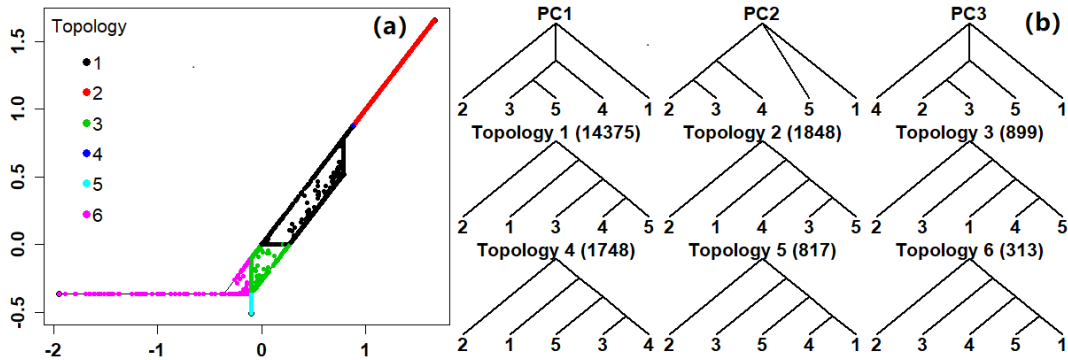 Topology
1
2
3
4
5
6
(a)
1.5
1.0
0.5
0.0
-0.5
-2 -1 0 1
PC1 PC2 PC3 (b)
2 3 5 4 1 2 3 4 5 1 4 2 3 5 1
Topology 1 (14375) Topology 2 (1848) Topology 3 (899)
2 1 3 4 5 2 1 4 3 5 2 3 1 4 5
Topology 4 (1748) Topology 5 (817) Topology 6 (313)
2 1 5 3 4 2 3 5 4 1 2 3 4 5 1